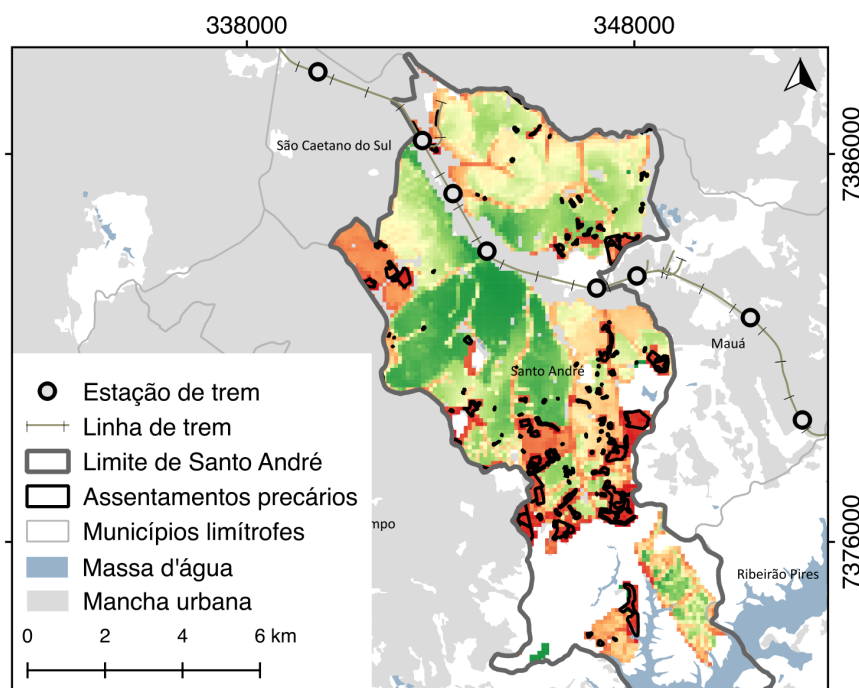 338000
348000
São Caetano do Sul
7386000
Mauá
Santo André
Estação de trem
Linha de trem
Limite de Santo André
Assentamentos precários
Municípios limítrofes
mpo
Massa d'água
Mancha urbana
7376000
Ribeirão Pires
0 2 4 6 km